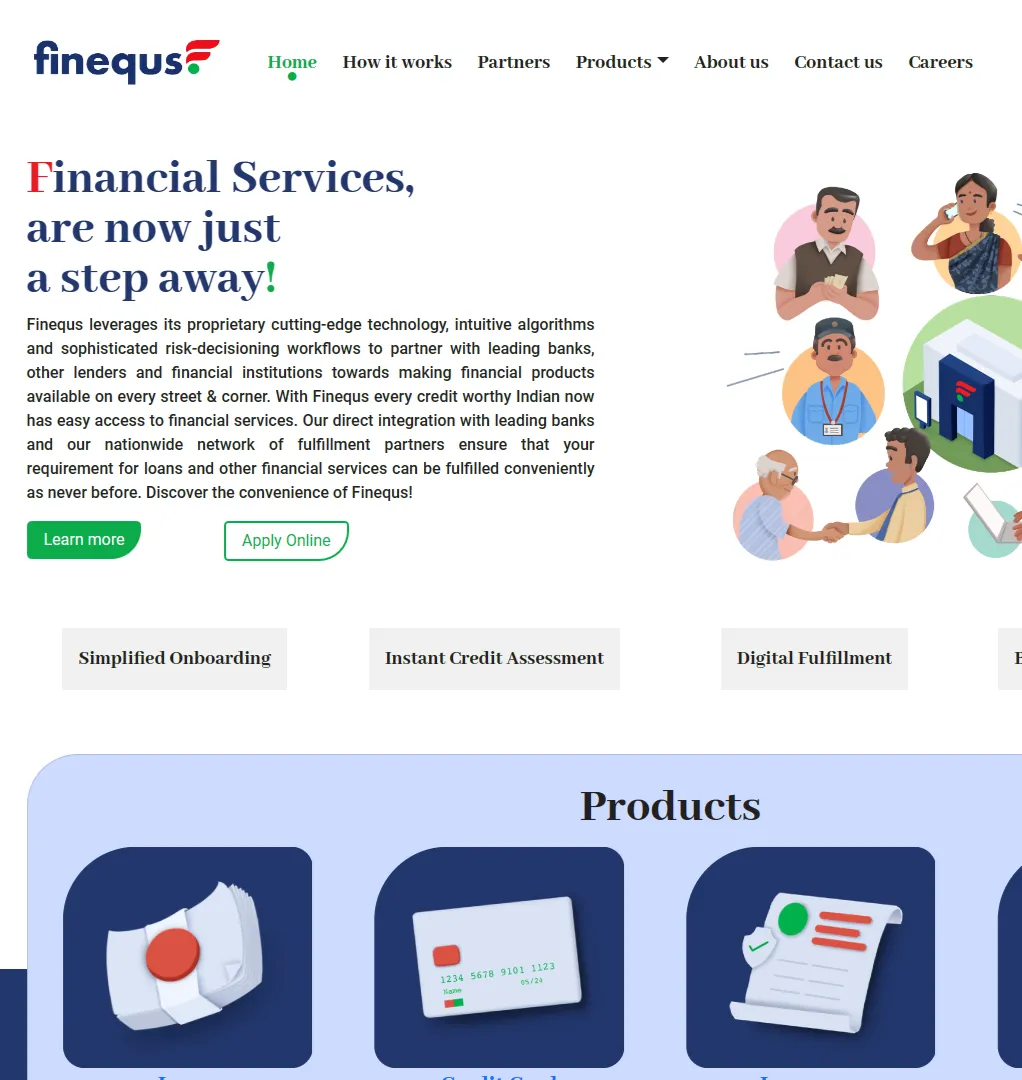 finequs
Home How it works Partners Products About us Contact us Careers
Financial Services,
are now just
a step away!
Finequs leverages its proprietary cutting-edge technology, intuitive algorithms
and sophisticated risk-decisioning workflows to partner with leading banks,
other lenders and financial institutions towards making financial products
available on every street & corner. With Finequs every credit worthy Indian now
has easy access to financial services. Our direct integration with leading banks
and our nationwide network of fulfillment partners ensure that your
requirement for loans and other financial services can be fulfilled conveniently
as never before. Discover the convenience of Finequs!
Learn more Apply Online
Simplified Onboarding Instant Credit Assessment Digital Fulfillment
Products
1234 5678 9101 1123
05/24
Name